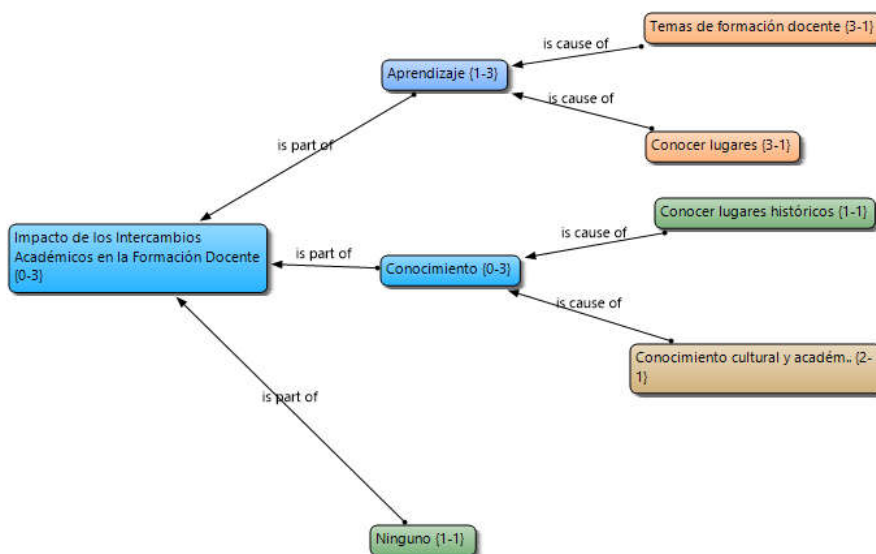 Temas de formación docente {3-1}
is cause of
Aprendizaje {1-3}
is cause of
Conocer lugares {3-1}
is part of
Conocer lugares históricos {1-1}
Impacto de los Intercambios
Académicos en la Formación Docente
{0-3}
is cause of
is part of
Conocimiento {0-3}
is cause of
Conocimiento cultural y académ.. {2-
1}
is part of
Ninguno {1-1}